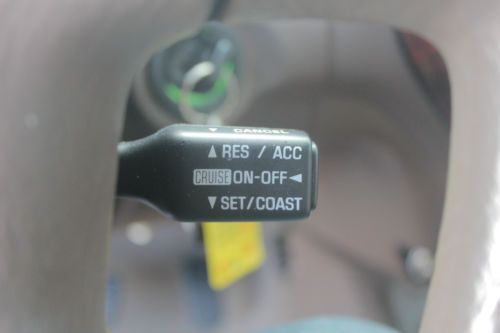 ▼ CANCEL
▲ RES / ACC
CRUISE ON-OFF ◄
▼ SET/COAST